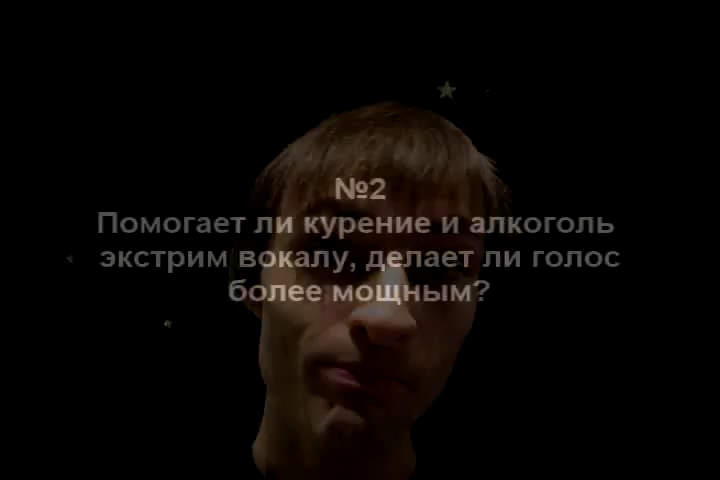 №2
Помогает ли курение и алкоголь
экстрим вокалу, делает ли голос
более мощным?